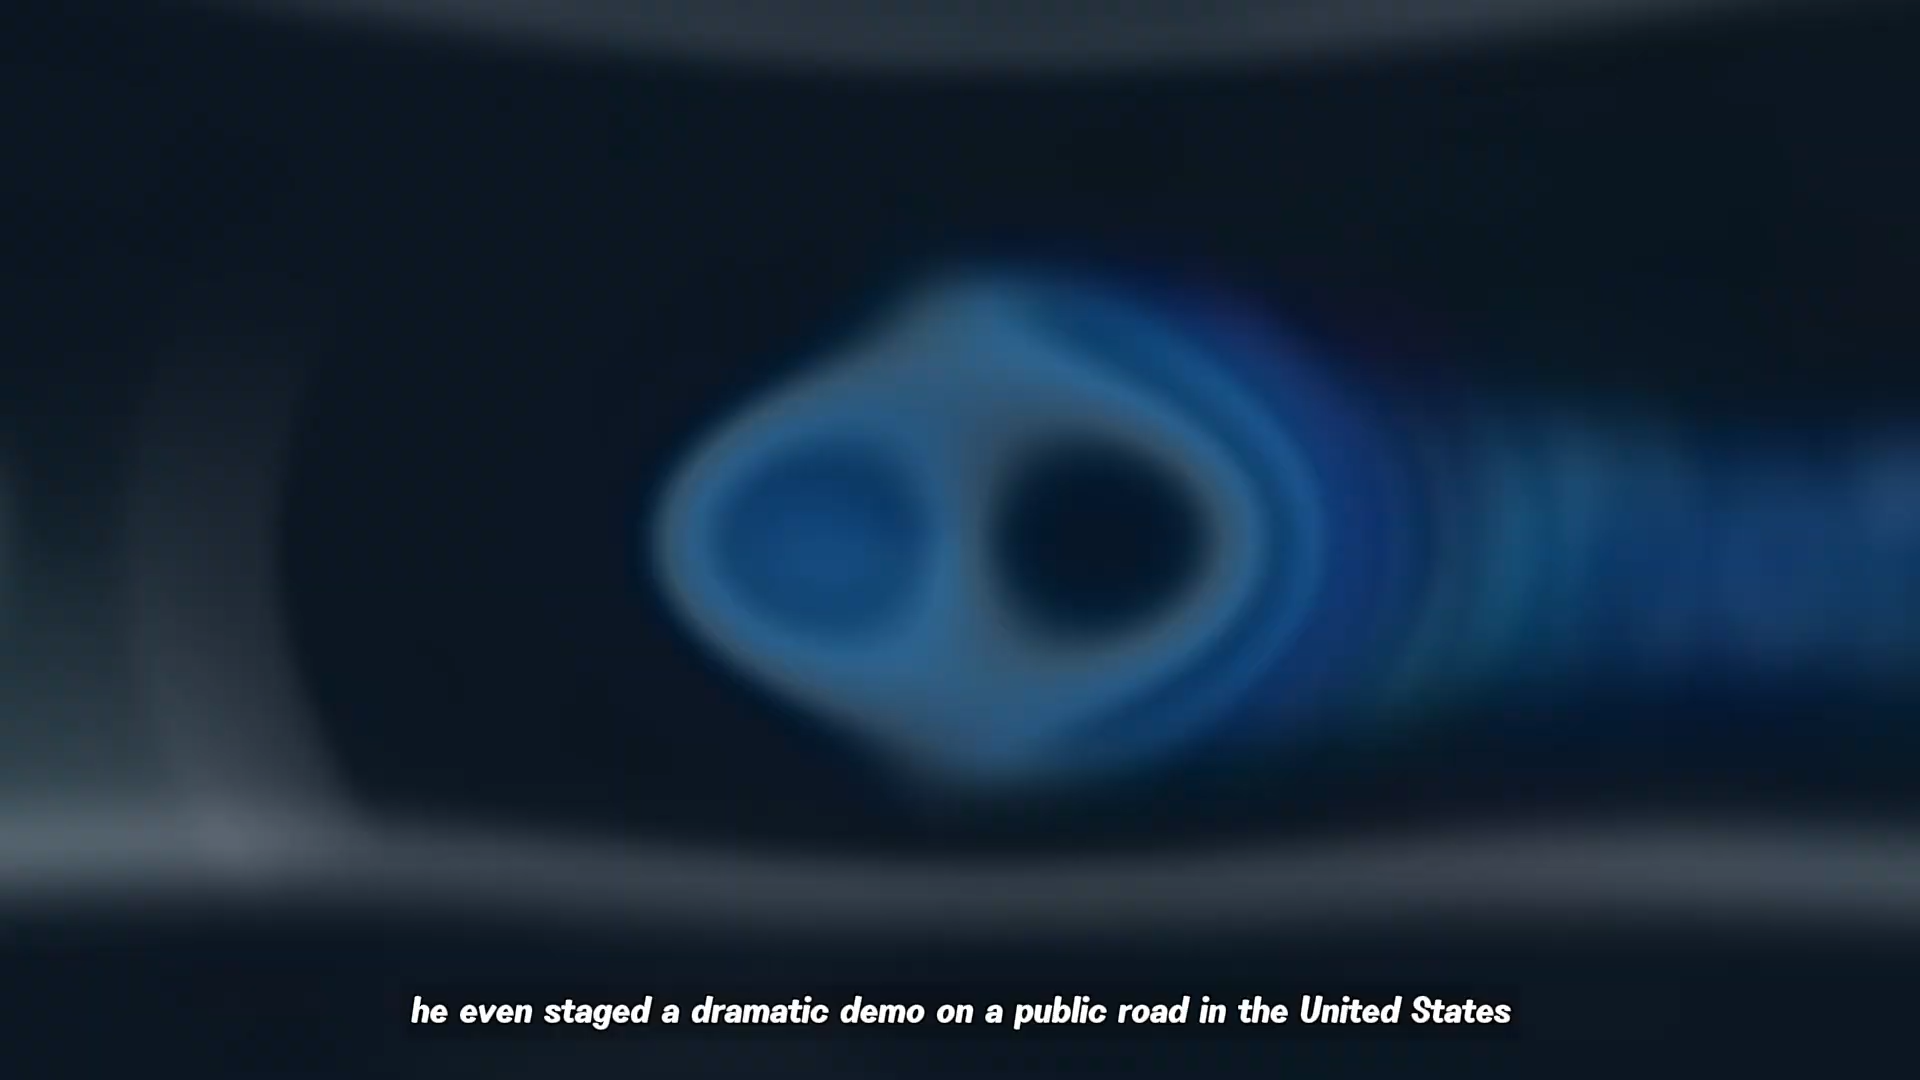 he even staged a dramatic demo on a public road in the United States